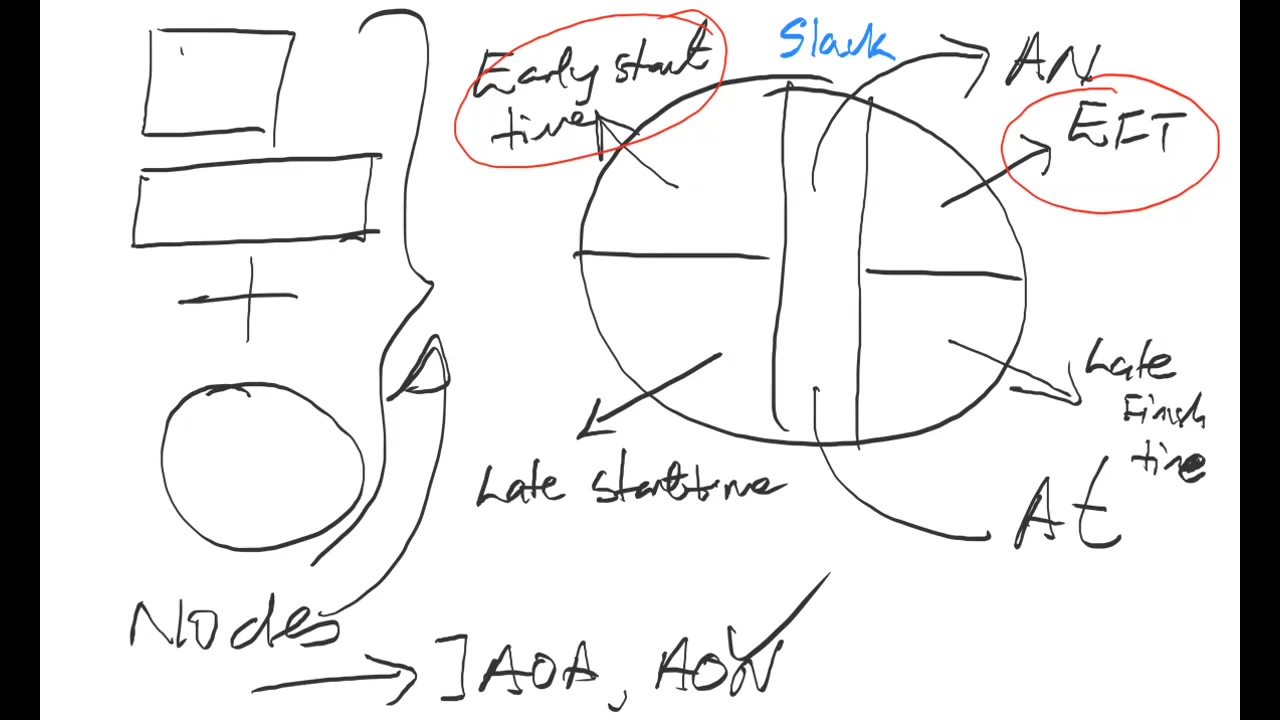 Early start
time
Slack
AN
EFT
Late
Finish
time
Late start time
At
Nodes
] AOA, AON